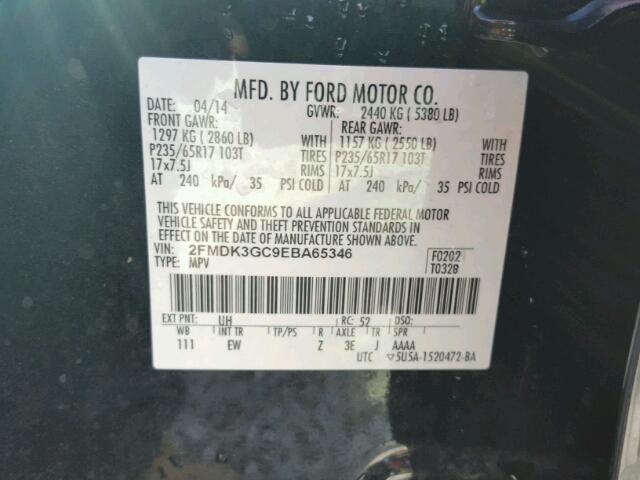 MFD. BY FORD MOTOR CO.
DATE: 04/14 GVWR: 2440 KG ( 5380 LB)
FRONT GAWR: REAR GAWR:
1297 KG ( 2860 LB) WITH 1157 KG ( 2550 LB) WITH
P235/65R17 103T TIRES P235/65R17 103T TIRES
17x7.5J RIMS 17x7.5J RIMS
AT 240 kPa/ 35 PSI COLD AT 240 kPa/ 35 PSI COLD
THIS VEHICLE CONFORMS TO ALL APPLICABLE FEDERAL MOTOR
VEHICLE SAFETY AND THEFT PREVENTION STANDARDS IN
EFFECT ON THE DATE OF MANUFACTURE SHOWN ABOVE.
VIN: 2FMDK3GC9EBA65346 F0202
TYPE: MPV T0328
EXT PNT: UH RC: 52 DSO:
WB INT TR TP/PS R AXLE TR SPR
111 EW Z 3E J AAAA
UTC ▽5U5A-1520472-BA